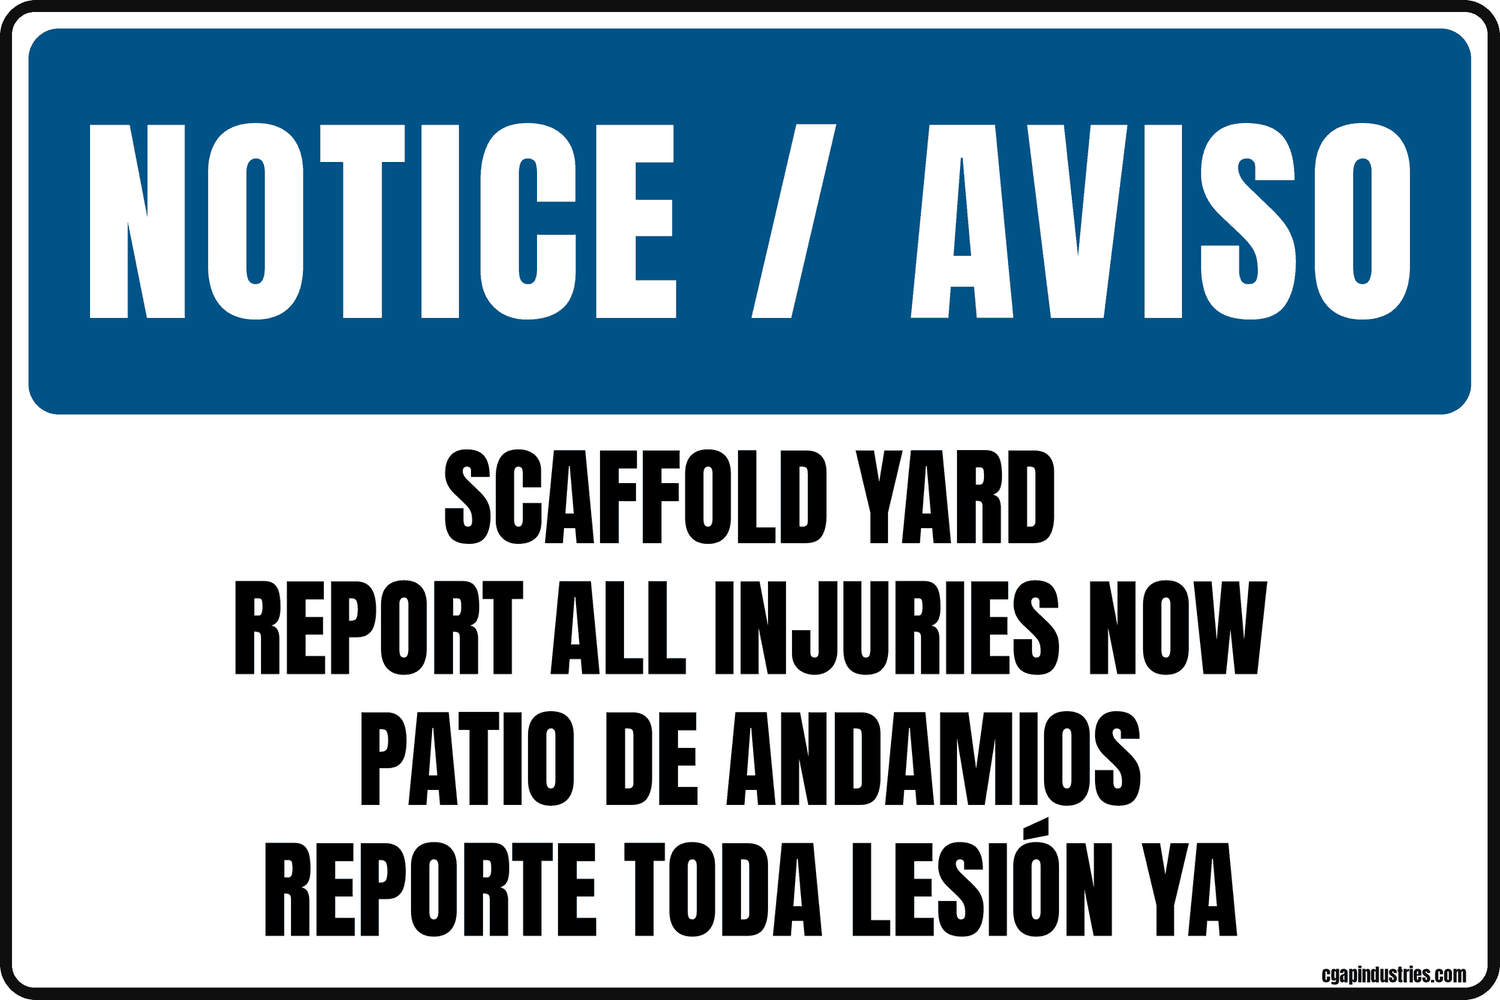 NOTICE / AVISO
SCAFFOLD YARD
REPORT ALL INJURIES NOW
PATIO DE ANDAMIOS
REPORTE TODA LESIÓN YA
cgapindustries.com